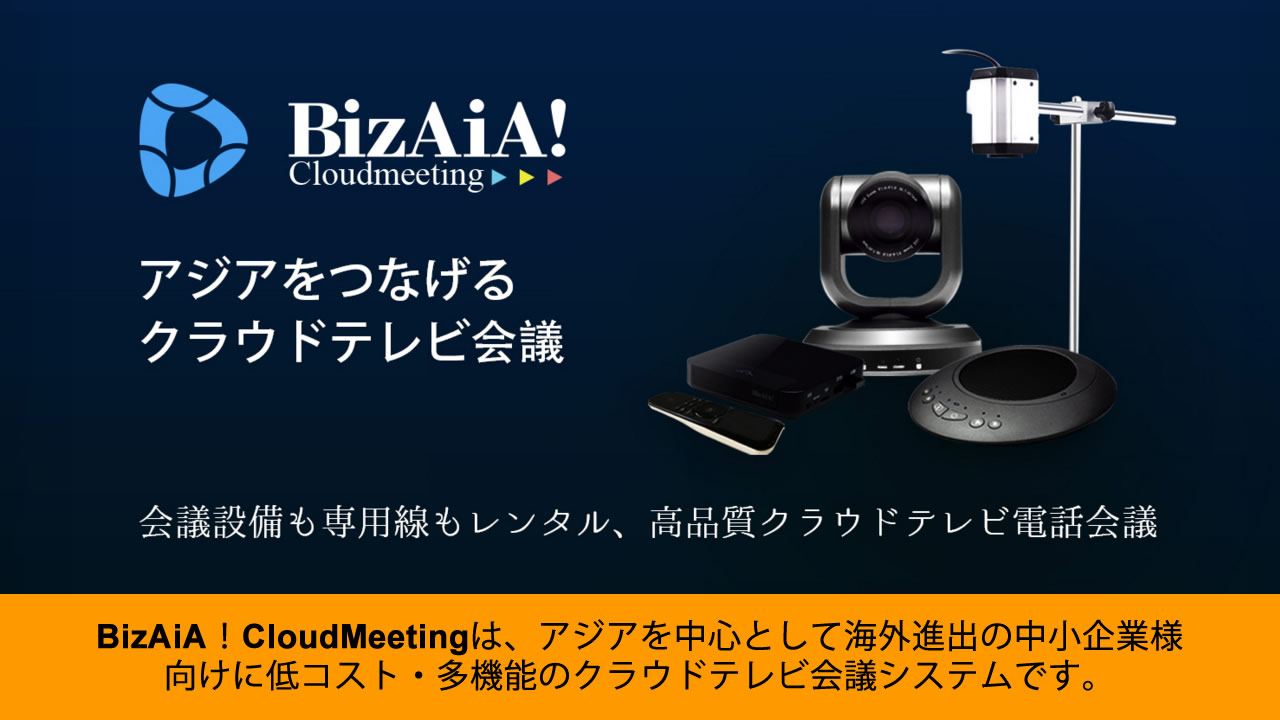 BizAiA!
Cloudmeeting
アジアをつなげる
クラウドテレビ会議
会議設備も専用線もレンタル、高品質クラウドテレビ電話会議
BizAiA！CloudMeetingは、アジアを中心として海外進出の中小企業様
向けに低コスト・多機能のクラウドテレビ会議システムです。